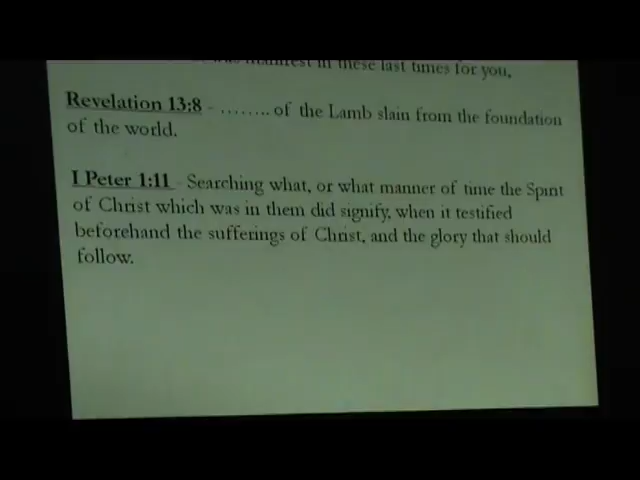 manifest in these last times for you,
Revelation 13:8 - ........ of the Lamb slain from the foundation
of the world.
I Peter 1:11 - Searching what, or what manner of time the Spirit
of Christ which was in them did signify, when it testified
beforehand the sufferings of Christ, and the glory that should
follow.